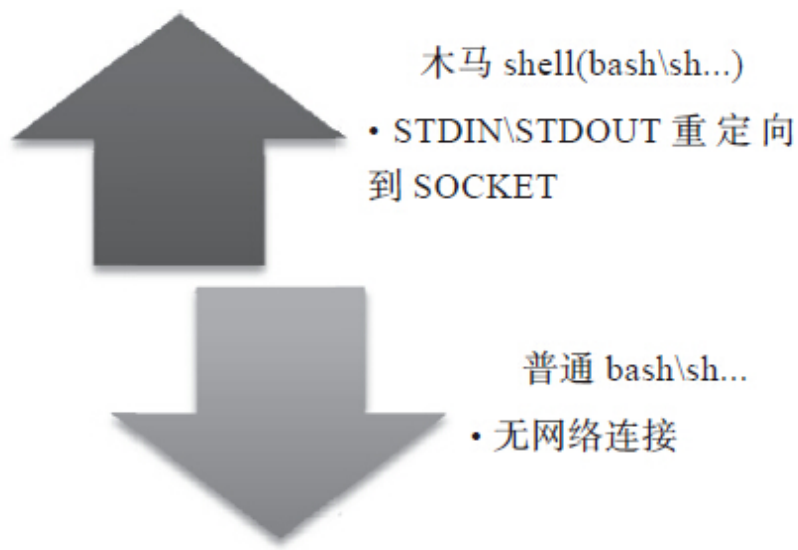 木马 shell(bash\sh...)
• STDIN\STDOUT 重定向
到 SOCKET
普通 bash\sh...
• 无网络连接